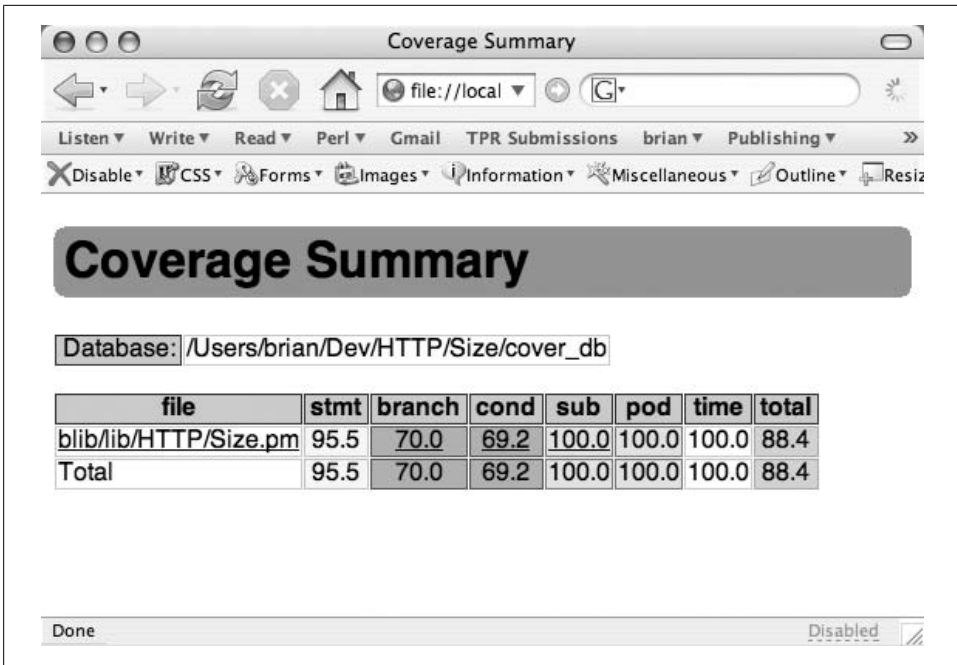 Coverage Summary
file://local
G
Listen Write Read Perl Gmail TPR Submissions brian Publishing »
Disable CSS Forms Images Information Miscellaneous Outline Resiz
Coverage Summary
Database: /Users/brian/Dev/HTTP/Size/cover_db
file stmt branch cond sub pod time total
blib/lib/HTTP/Size.pm 95.5 70.0 69.2 100.0 100.0 100.0 88.4
Total 95.5 70.0 69.2 100.0 100.0 100.0 88.4
Done Disabled